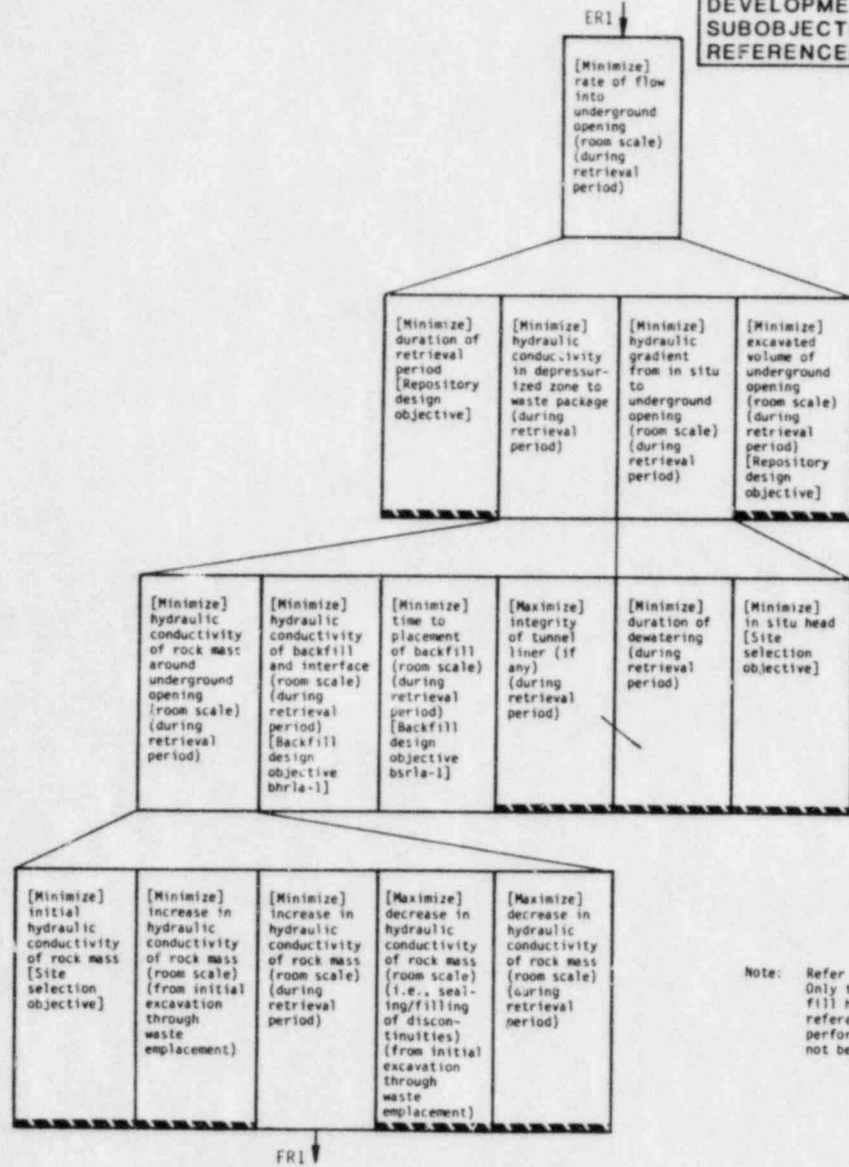 DEVELOPME
SUBOBJECT
REFERENCE
ER1
[Minimize]
rate of flow
into
underground
opening
(room scale)
(during
retrieval
period)
[Minimize]
duration of
retrieval
period
[Repository
design
objective]
[Minimize]
hydraulic
conductivity
in depressur-
ized zone to
waste package
(during
retrieval
period)
[Minimize]
hydraulic
gradient
from in situ
to
underground
opening
(room scale)
(during
retrieval
period)
[Minimize]
excavated
volume of
underground
opening
(room scale)
(during
retrieval
period)
[Repository
design
objective]
[Minimize]
hydraulic
conductivity
of rock mass
around
underground
opening
(room scale)
(during
retrieval
period)
[Minimize]
hydraulic
conductivity
of backfill
and interface
(room scale)
(during
retrieval
period)
[Backfill
design
objective
bhrla-1]
[Minimize]
time to
placement
of backfill
(room scale)
(during
retrieval
period)
[Backfill
design
objective
bsrla-1]
[Maximize]
integrity
of tunnel
liner (if
any)
(during
retrieval
period)
[Minimize]
duration of
dewatering
(during
retrieval
period)
[Minimize]
in situ head
[Site
selection
objective]
[Minimize]
initial
hydraulic
conductivity
of rock mass
[Site
selection
objective]
[Minimize]
increase in
hydraulic
conductivity
of rock mass
(room scale)
(from initial
excavation
through
waste
emplacement)
[Minimize]
increase in
hydraulic
conductivity
of rock mass
(room scale)
(during
retrieval
period)
[Maximize]
decrease in
hydraulic
conductivity
of rock mass
(room scale)
(i.e., seal-
ing/filling
of discon-
tinuities)
(from initial
excavation
through
waste
emplacement)
[Maximize]
decrease in
hydraulic
conductivity
of rock mass
(room scale)
(during
retrieval
period)
Note: Refer
Only t
fill h
refera
perfor
not be
FR1